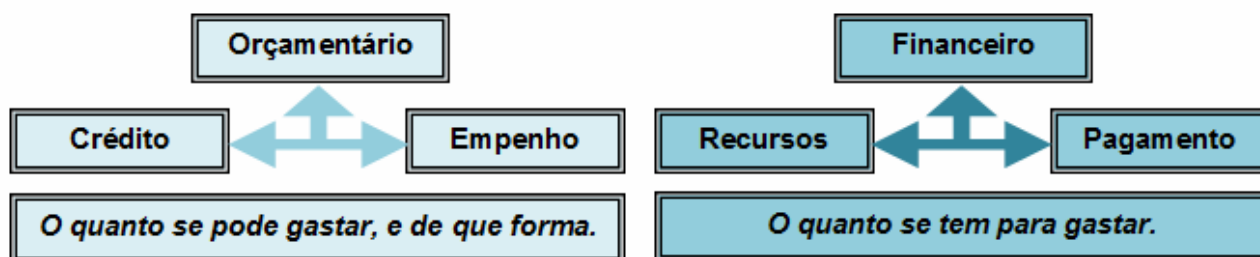 Orçamentário
Crédito
Empenho
O quanto se pode gastar, e de que forma.
Financeiro
Recursos
Pagamento
O quanto se tem para gastar.